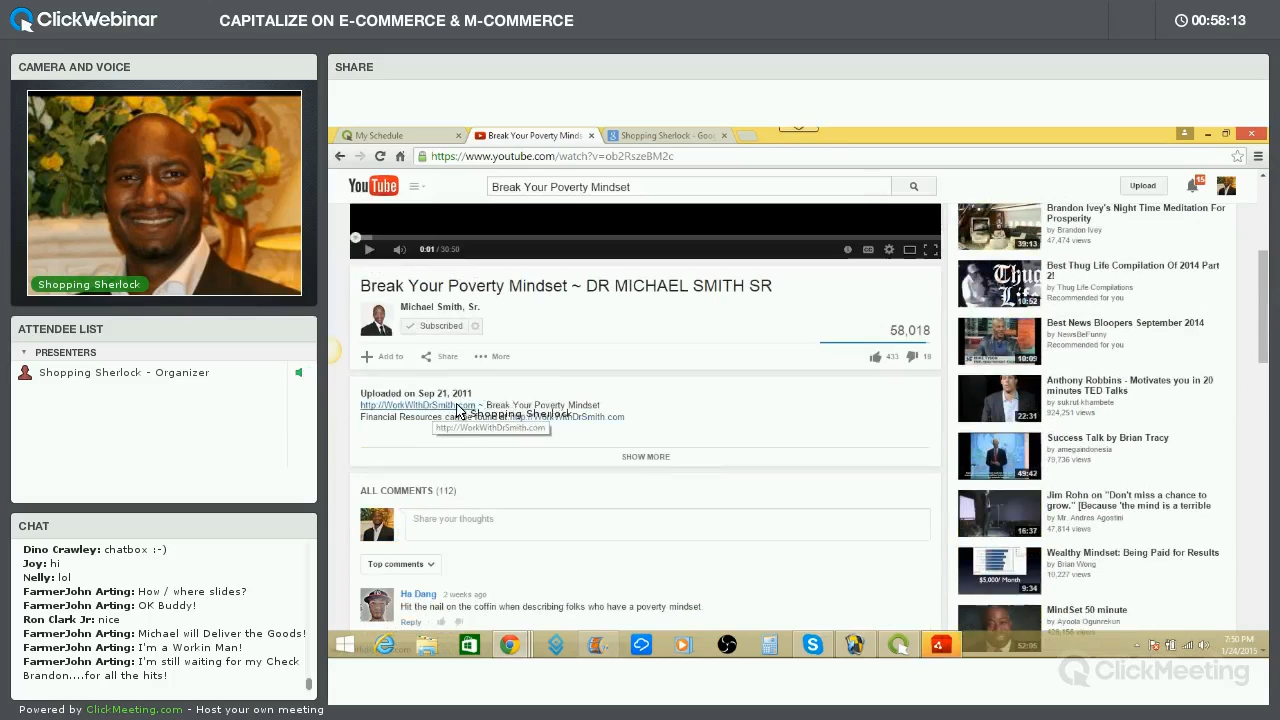 ClickWebinar
CAPITALIZE ON E-COMMERCE & M-COMMERCE
00:58:13
CAMERA AND VOICE
Shopping Sherlock
ATTENDEE LIST
PRESENTERS
Shopping Sherlock - Organizer
CHAT
Dino Crawley: chatbox :-)
Joy: hi
Nelly: lol
FarmerJohn Arting: How / where slides?
FarmerJohn Arting: OK Buddy!
Ron Clark Jr: nice
FarmerJohn Arting: Michael will Deliver the Goods!
FarmerJohn Arting: I'm a Workin Man!
FarmerJohn Arting: I'm still waiting for my Check
Brandon....for all the hits!
Powered by ClickMeeting.com - Host your own meeting
SHARE
My Schedule
Break Your Poverty Minds
Shopping Sherlock - Goo
https://www.youtube.com/watch?v=ob2RszeBM2c
YouTube
Break Your Poverty Mindset
Upload
15
0:01 / 30:50
Break Your Poverty Mindset ~ DR MICHAEL SMITH SR
Michael Smith, Sr.
Subscribed
58,018
Add to
Share
More
433
18
Uploaded on Sep 21, 2011
http://WorkWithDrSmith.com ~ Break Your Poverty Mindset
Financial Resources can be found at http://WorkWithDrSmith.com
Shopping Sherlock
http://WorkWithDrSmith.com
SHOW MORE
ALL COMMENTS (112)
Share your thoughts
Top comments
Ha Dang 2 weeks ago
Hit the nail on the coffin when describing folks who have a poverty mindset.
Reply
Brandon Ivey's Night Time Meditation For
Prosperity
by Brandon Ivey
47,474 views
39:13
Best Thug Life Compilation Of 2014 Part
2
by Thug Life Compilations
Recommended for you
10:52
Best News Bloopers September 2014
by NewsBeFunny
Recommended for you
10:09
Anthony Robbins - Motivates you in 20
minutes TED Talks
by sukrut khambete
924,251 views
22:31
Success Talk by Brian Tracy
by amegaindonesia
79,736 views
49:42
Jim Rohn on "Don't miss a chance to
grow." [Because 'the mind is a terrible
by Mr. Andres Agostini
47,814 views
16:37
Wealthy Mindset: Being Paid for Results
by Brian Wong
10,227 views
$5,000/ Month
9:34
MindSet 50 minute
by Ayoola Ogunrekun
52:05
7:50 PM
1/24/2015
ClickMeeting